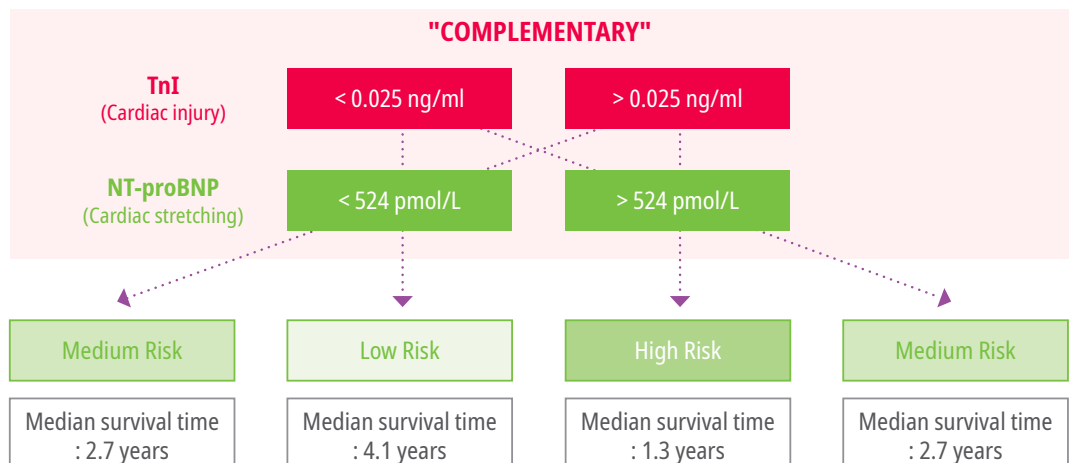 "COMPLEMENTARY"
TnI
(Cardiac injury)
< 0.025 ng/ml
> 0.025 ng/ml
NT-proBNP
(Cardiac stretching)
< 524 pmol/L
> 524 pmol/L
Medium Risk
Low Risk
High Risk
Medium Risk
Median survival time
: 2.7 years
Median survival time
: 4.1 years
Median survival time
: 1.3 years
Median survival time
: 2.7 years